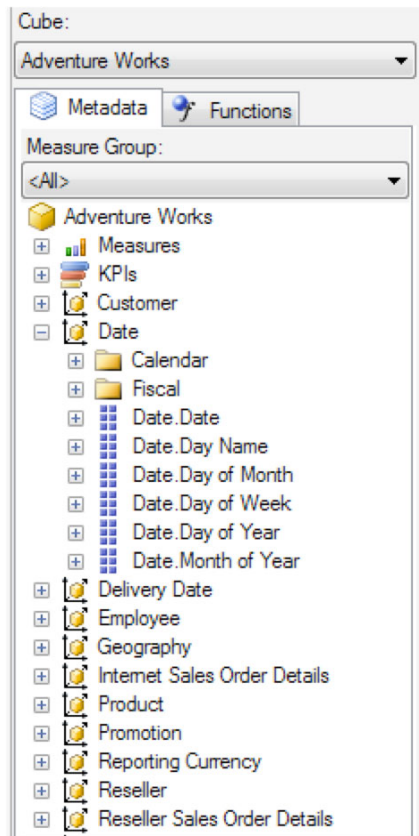 Cube:
Adventure Works
Metadata Functions
Measure Group:
<All>
Adventure Works
Measures
KPIs
Customer
Date
Calendar
Fiscal
Date.Date
Date.Day Name
Date.Day of Month
Date.Day of Week
Date.Day of Year
Date.Month of Year
Delivery Date
Employee
Geography
Internet Sales Order Details
Product
Promotion
Reporting Currency
Reseller
Reseller Sales Order Details